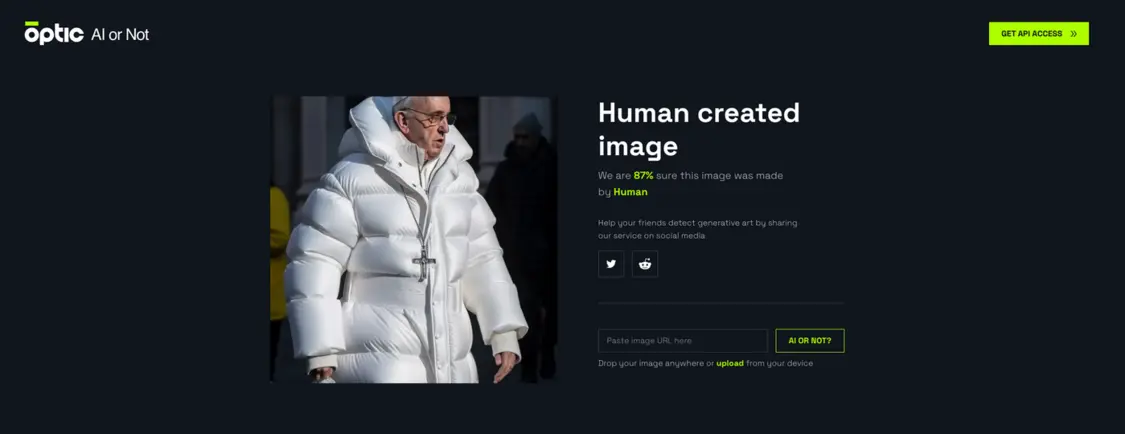 optic AI or Not
GET API ACCESS »
Human created
image
We are 87% sure this image was made
by Human
Help your friends detect generative art by sharing
our service on social media
Paste image URL here
AI OR NOT?
Drop your image anywhere or upload from your device